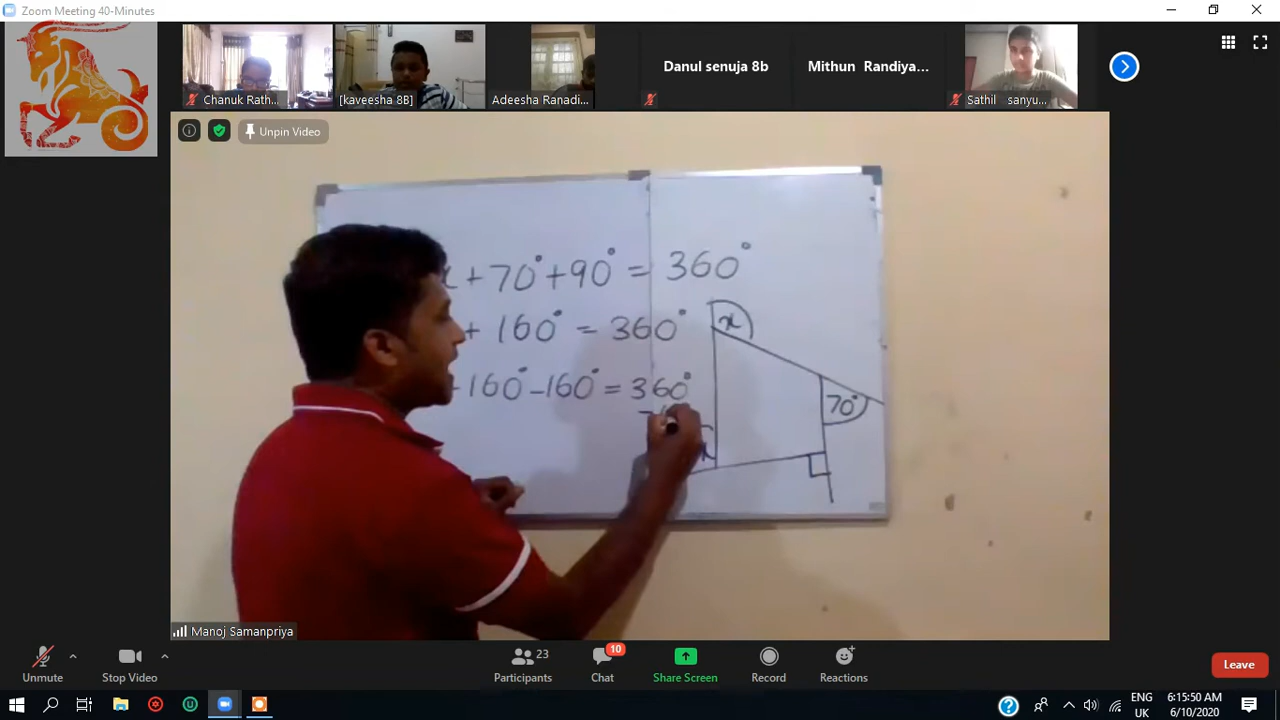 Zoom Meeting 40-Minutes
Chanuk Rath...
[kaveesha 8B]
Adeesha Ranadi...
Danul senuja 8b
Mithun Randiya...
Sathil sanyu...
Unpin Video
x + 70° + 90° = 360°
+ 160° = 360°
160° - 160° = 360°
x
70°
x
Manoj Samanpriya
Unmute
Stop Video
23
Participants
10
Chat
Share Screen
Record
Reactions
Leave
ENG
UK
6:15:50 AM
6/10/2020